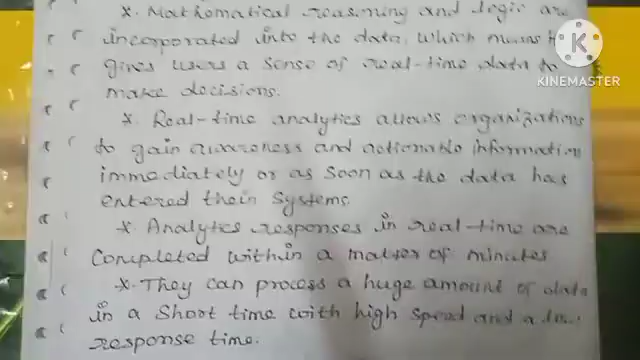 *. Mathematical reasoning and logic are
incorporated into the data, which means it
gives users a sense of real-time data to
make decisions.
*. Real-time analytics allows organizations
to gain awareness and actionable information
immediately or as soon as the data has
entered their systems.
*. Analytics responses in real-time are
completed within a matter of minutes
*. They can process a huge amount of data
in a short time with high speed and a low
response time.
KINEMASTER